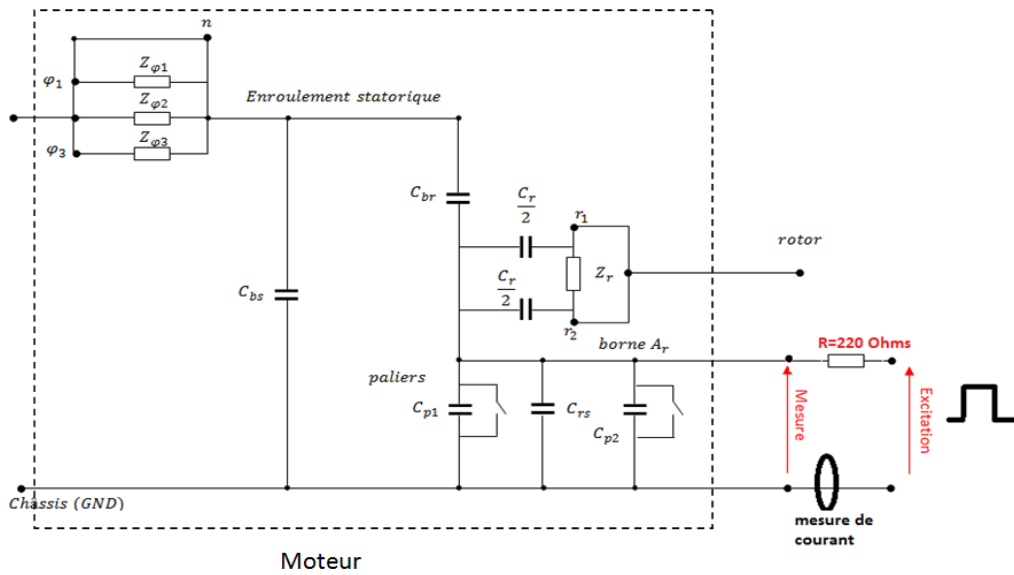 n
Zφ1
φ1
Zφ2
Enroulement statorique
φ3
Zφ3
Cbr
Cr
2
r1
rotor
Zr
Cr
2
Cbs
r2
borne Ar
R=220 Ohms
paliers
Cp1
Crs
Cp2
Mesure
Excitation
Châssis (GND)
mesure de
courant
Moteur